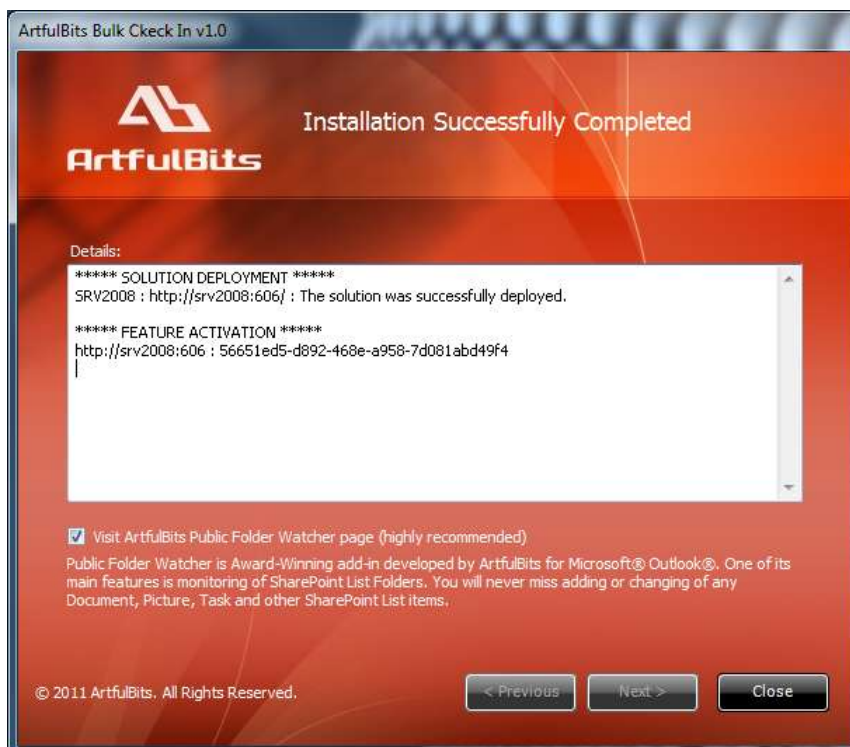 ArtfulBits Bulk Ckeck In v1.0
ArtfulBits
Installation Successfully Completed
Details:
***** SOLUTION DEPLOYMENT *****
SRV2008 : http://srv2008:606/ : The solution was successfully deployed.
***** FEATURE ACTIVATION *****
http://srv2008:606 : 56651ed5-d892-468e-a958-7d081abd49f4
Visit ArtfulBits Public Folder Watcher page (highly recommended)
Public Folder Watcher is Award-Winning add-in developed by ArtfulBits for Microsoft® Outlook®. One of its
main features is monitoring of SharePoint List Folders. You will never miss adding or changing of any
Document, Picture, Task and other SharePoint List items.
© 2011 ArtfulBits. All Rights Reserved.
< Previous
Next >
Close